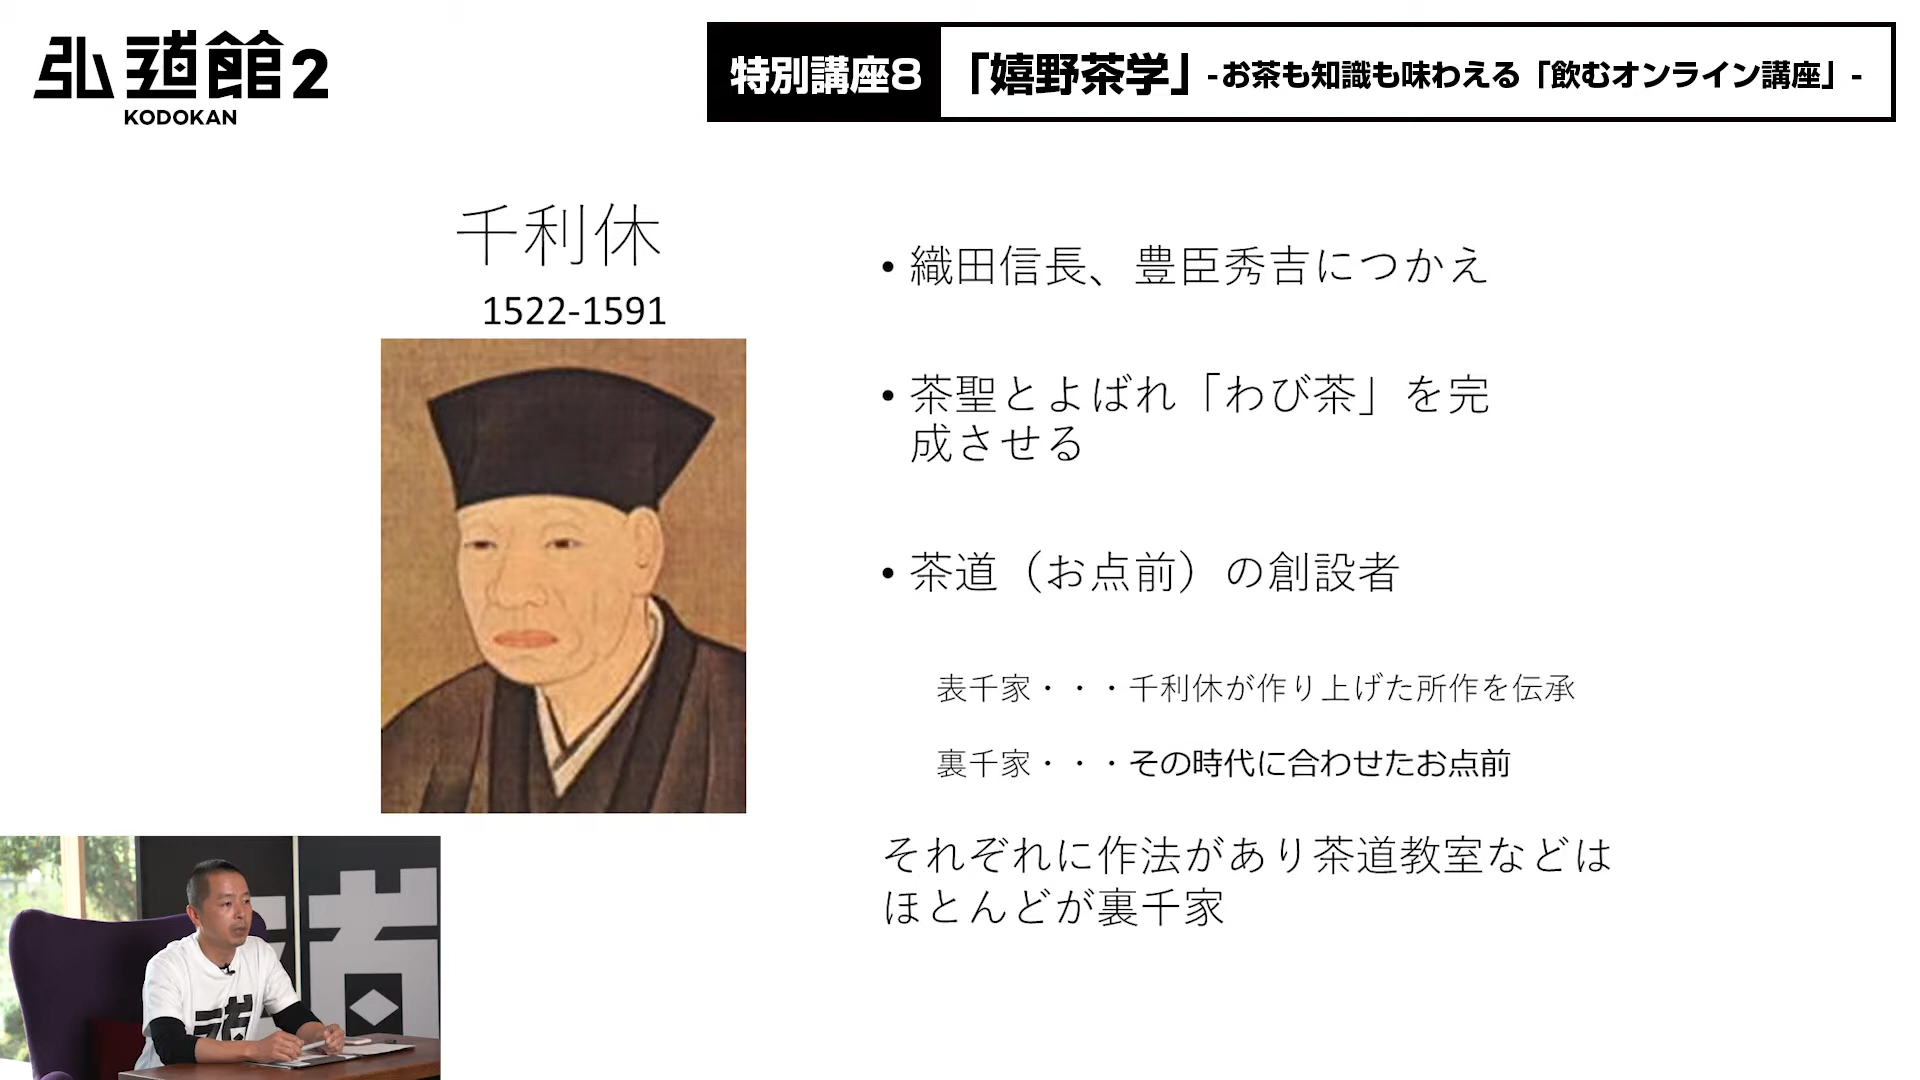 弘道館2
KODOKAN
特別講座8
「嬉野茶学」-お茶も知識も味わえる「飲むオンライン講座」-
千利休
1522-1591
• 織田信長、豊臣秀吉につかえ
• 茶聖とよばれ「わび茶」を完
成させる
• 茶道（お点前）の創設者
表千家・・・千利休が作り上げた所作を伝承
裏千家・・・その時代に合わせたお点前
それぞれに作法があり茶道教室などは
ほとんどが裏千家